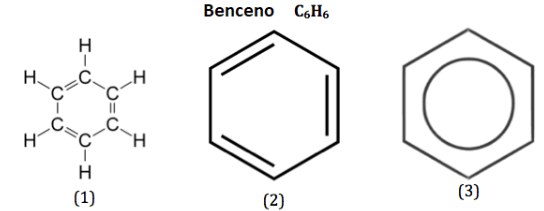 Benceno C₆H₆
H
H C H
C C
C C
H C H
H
(1) (2) (3)